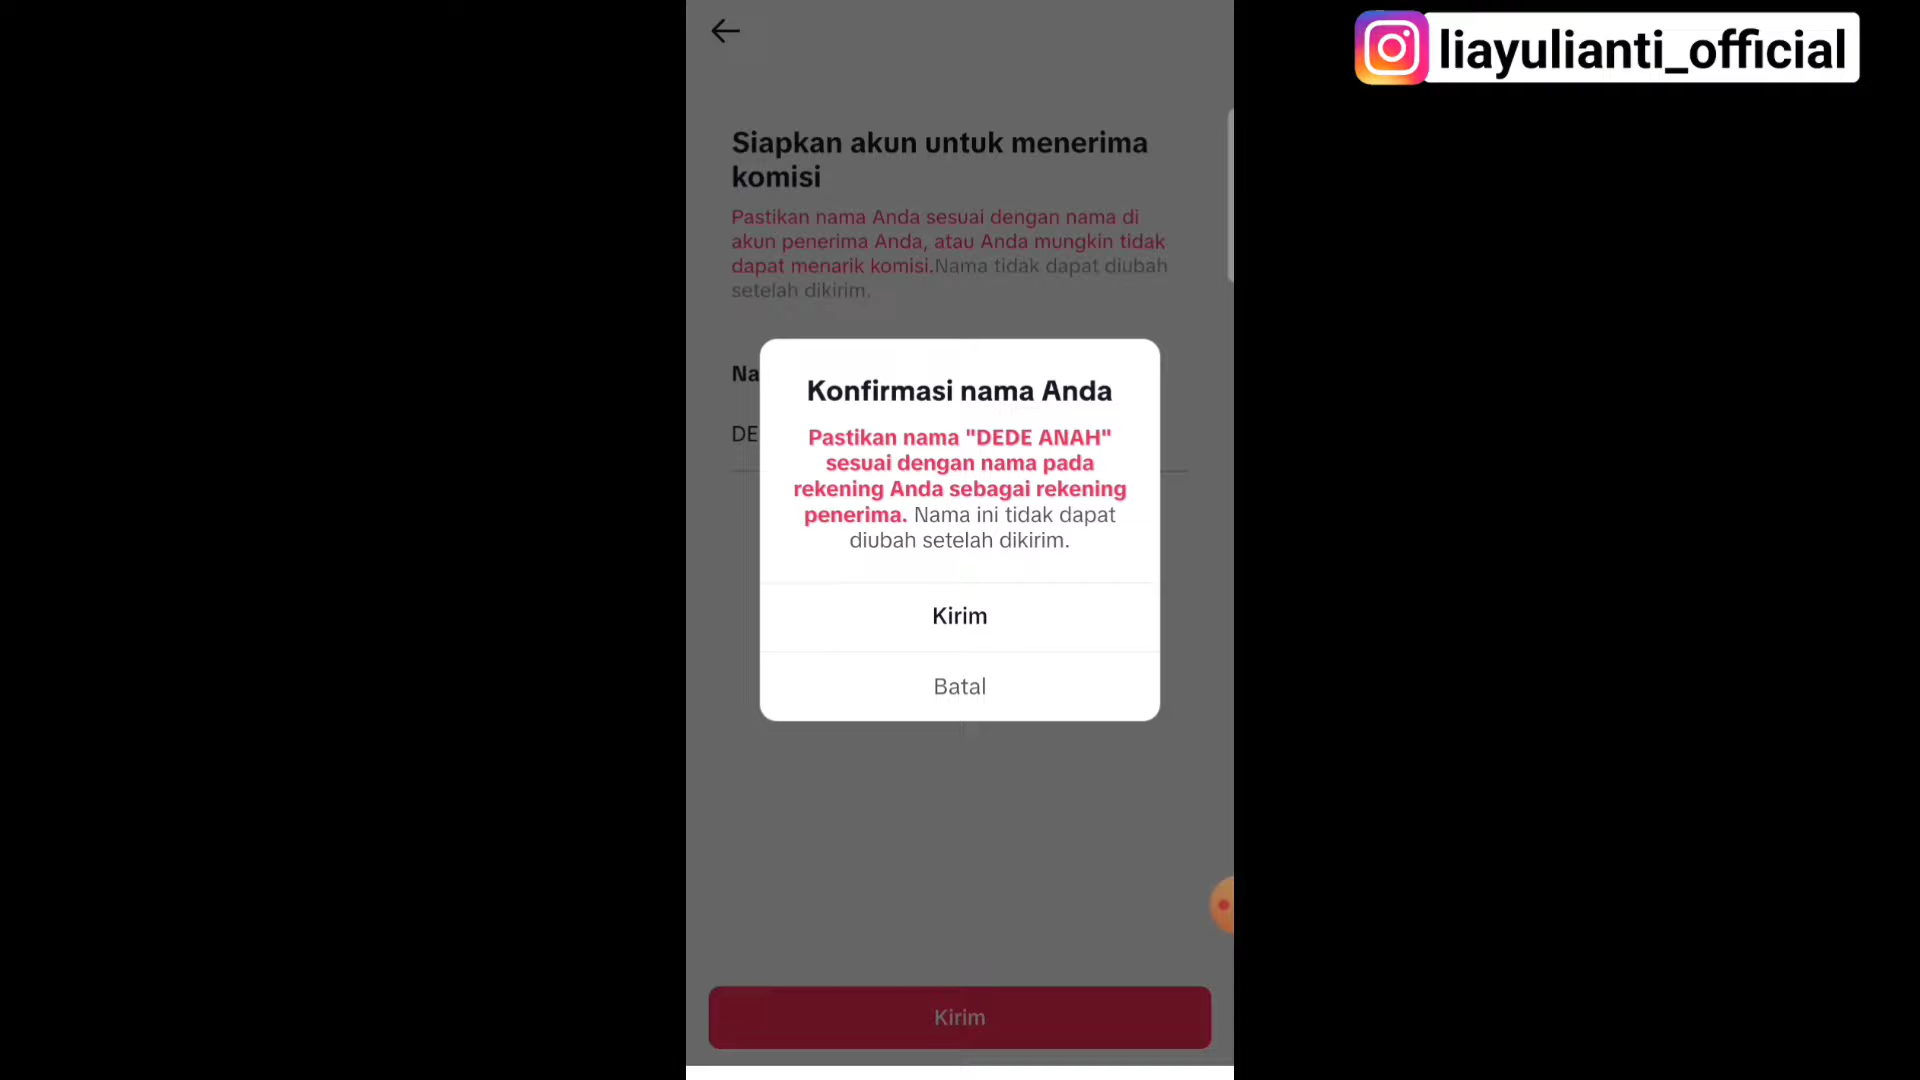 liayulianti_official
Siapkan akun untuk menerima
komisi
Pastikan nama Anda sesuai dengan nama di
akun penerima Anda, atau Anda mungkin tidak
dapat menarik komisi.Nama tidak dapat diubah
setelah dikirim.
Na
DE
Konfirmasi nama Anda
Pastikan nama "DEDE ANAH"
sesuai dengan nama pada
rekening Anda sebagai rekening
penerima. Nama ini tidak dapat
diubah setelah dikirim.
Kirim
Batal
Kirim